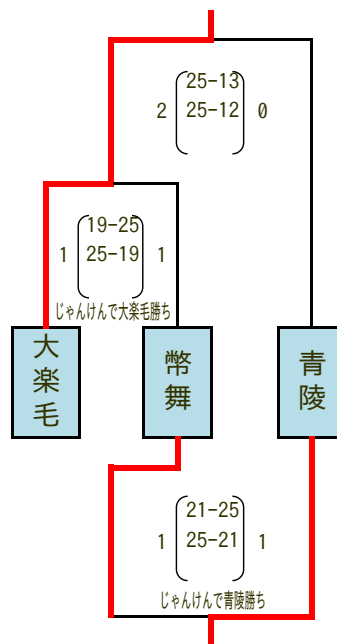 25-13
2 25-12 0
19-25
1 25-19 1
じゃんけんで大楽毛勝ち
大楽毛
幣舞
青陵
21-25
1 25-21 1
じゃんけんで青陵勝ち